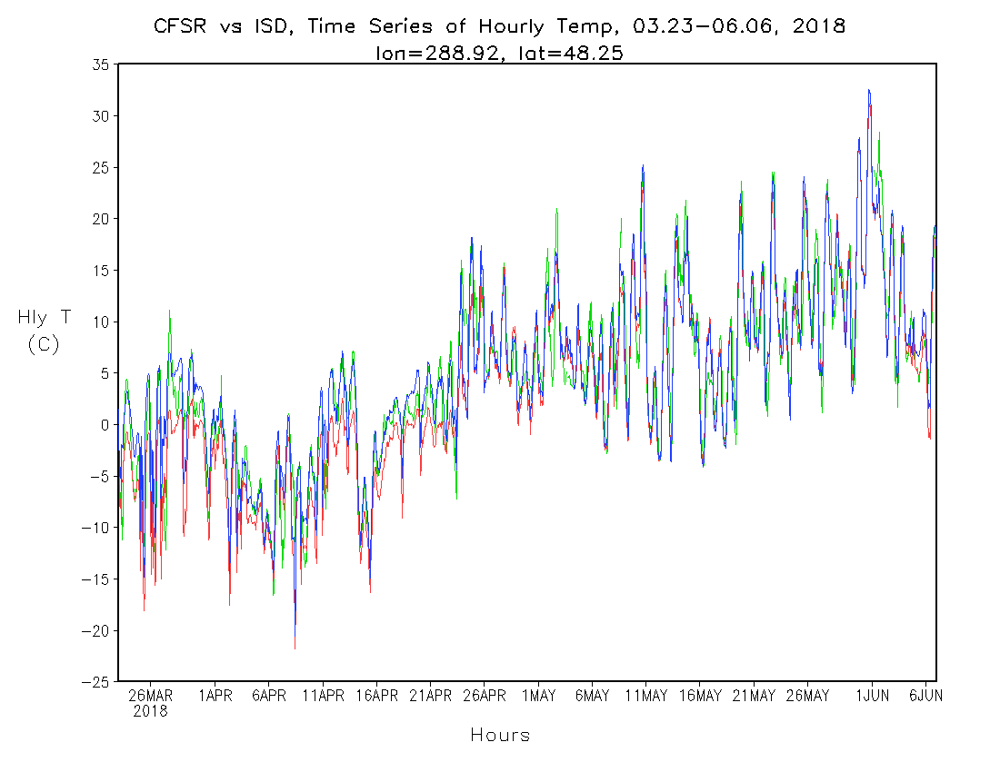 CFSR vs ISD, Time Series of Hourly Temp, 03.23−06.06, 2018
lon=288.92, lat=48.25
35
30
25
20
15
10
5
0
−5
−10
−15
−20
−25
Hly T
(C)
26MAR 1APR 6APR 11APR 16APR 21APR 26APR 1MAY 6MAY 11MAY 16MAY 21MAY 26MAY 1JUN 6JUN
2018
Hours